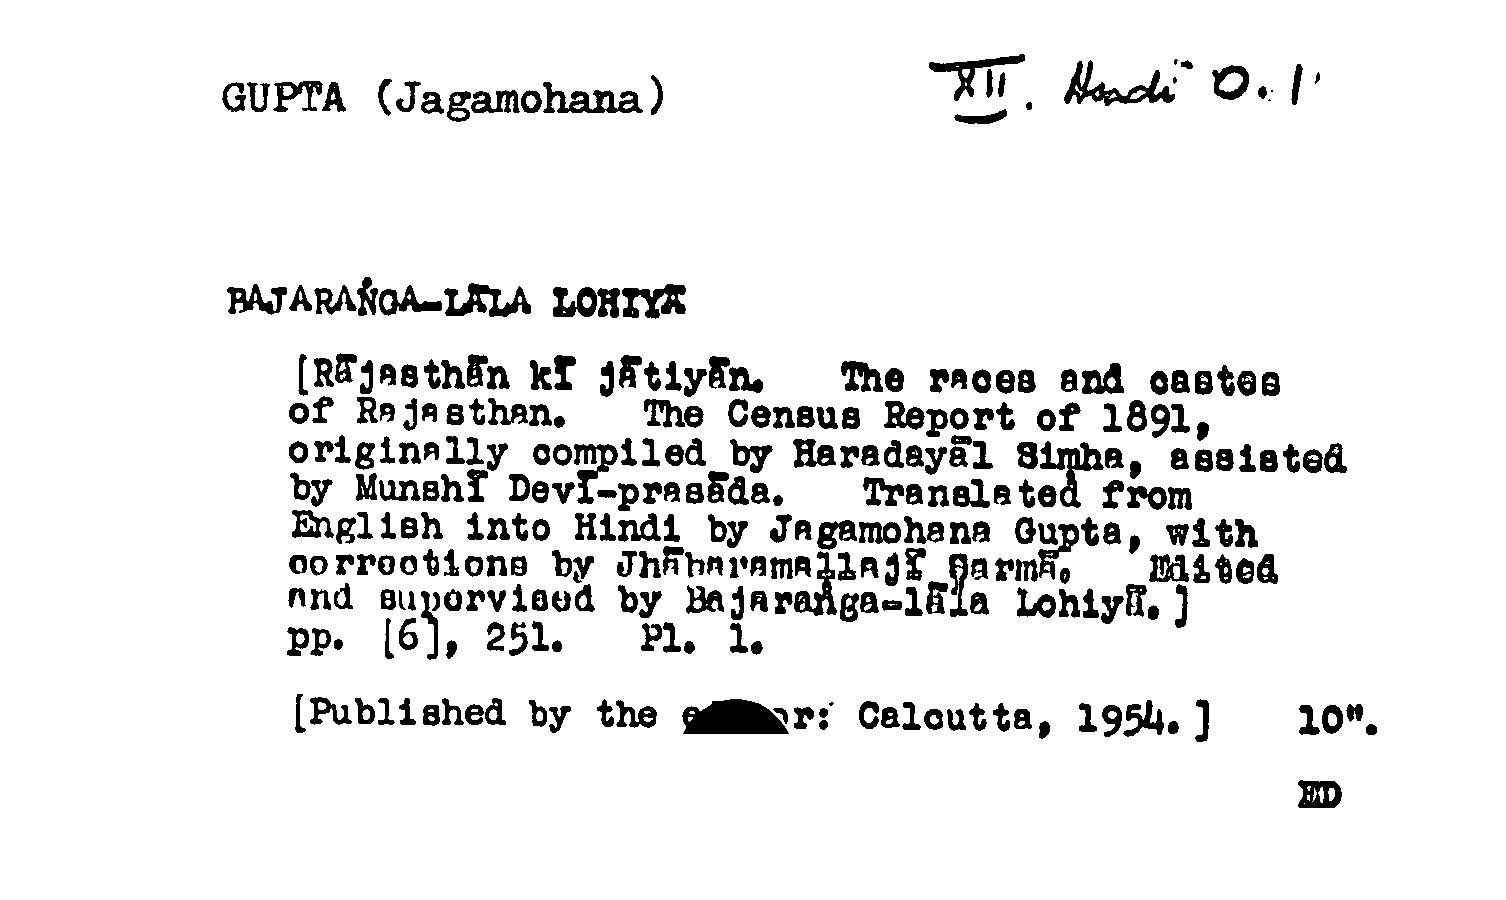 GUPTA (Jagamohana) XII. Hindi O. 1
BAJARAṄGA-LĀLA LOHIYĀ
[Rājasthān kī jātiyān. The races and castes
of Rajasthan. The Census Report of 1891,
originally compiled by Haradayāl Siṃha, assisted
by Munshī Devī-prasāda. Translated from
English into Hindi by Jagamohana Gupta, with
corrections by Jhābaramallajī Ṣarmā. Edited
and supervised by Bajaraṅga-lāla Lohiyā.]
pp. [6], 251. Pl. 1.
[Published by the : Calcutta, 1954.] 10".
ED